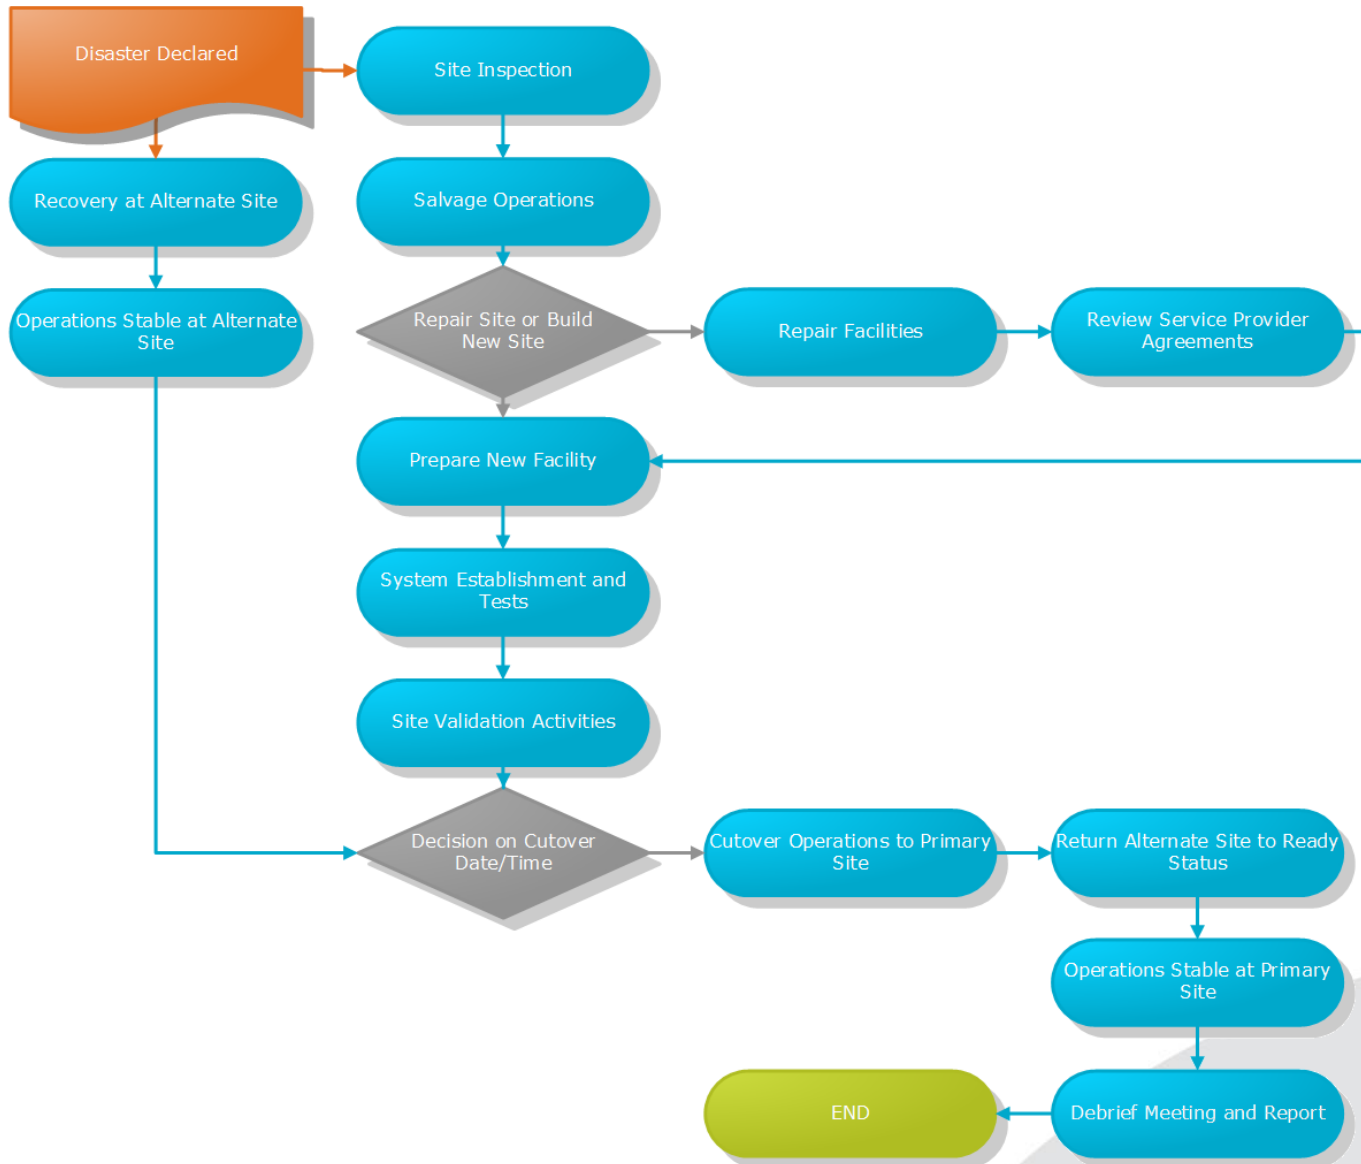 Disaster Declared
Site Inspection
Recovery at Alternate Site
Salvage Operations
Operations Stable at Alternate
Site
Repair Site or Build
New Site
Repair Facilities
Review Service Provider
Agreements
Prepare New Facility
System Establishment and
Tests
Site Validation Activities
Decision on Cutover
Date/Time
Cutover Operations to Primary
Site
Return Alternate Site to Ready
Status
Operations Stable at Primary
Site
Debrief Meeting and Report
END